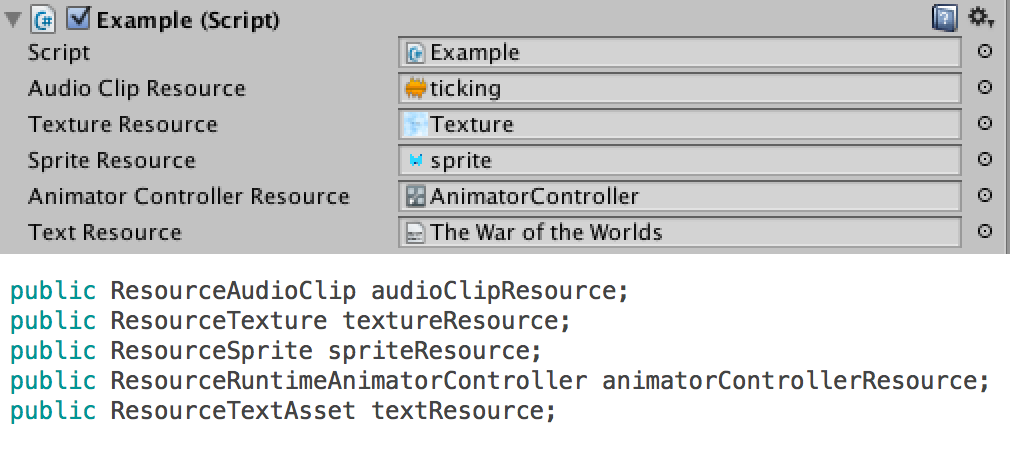 C# Example (Script)
Script Example
Audio Clip Resource ticking
Texture Resource Texture
Sprite Resource sprite
Animator Controller Resource AnimatorController
Text Resource The War of the Worlds
public ResourceAudioClip audioClipResource;
public ResourceTexture textureResource;
public ResourceSprite spriteResource;
public ResourceRuntimeAnimatorController animatorControllerResource;
public ResourceTextAsset textResource;